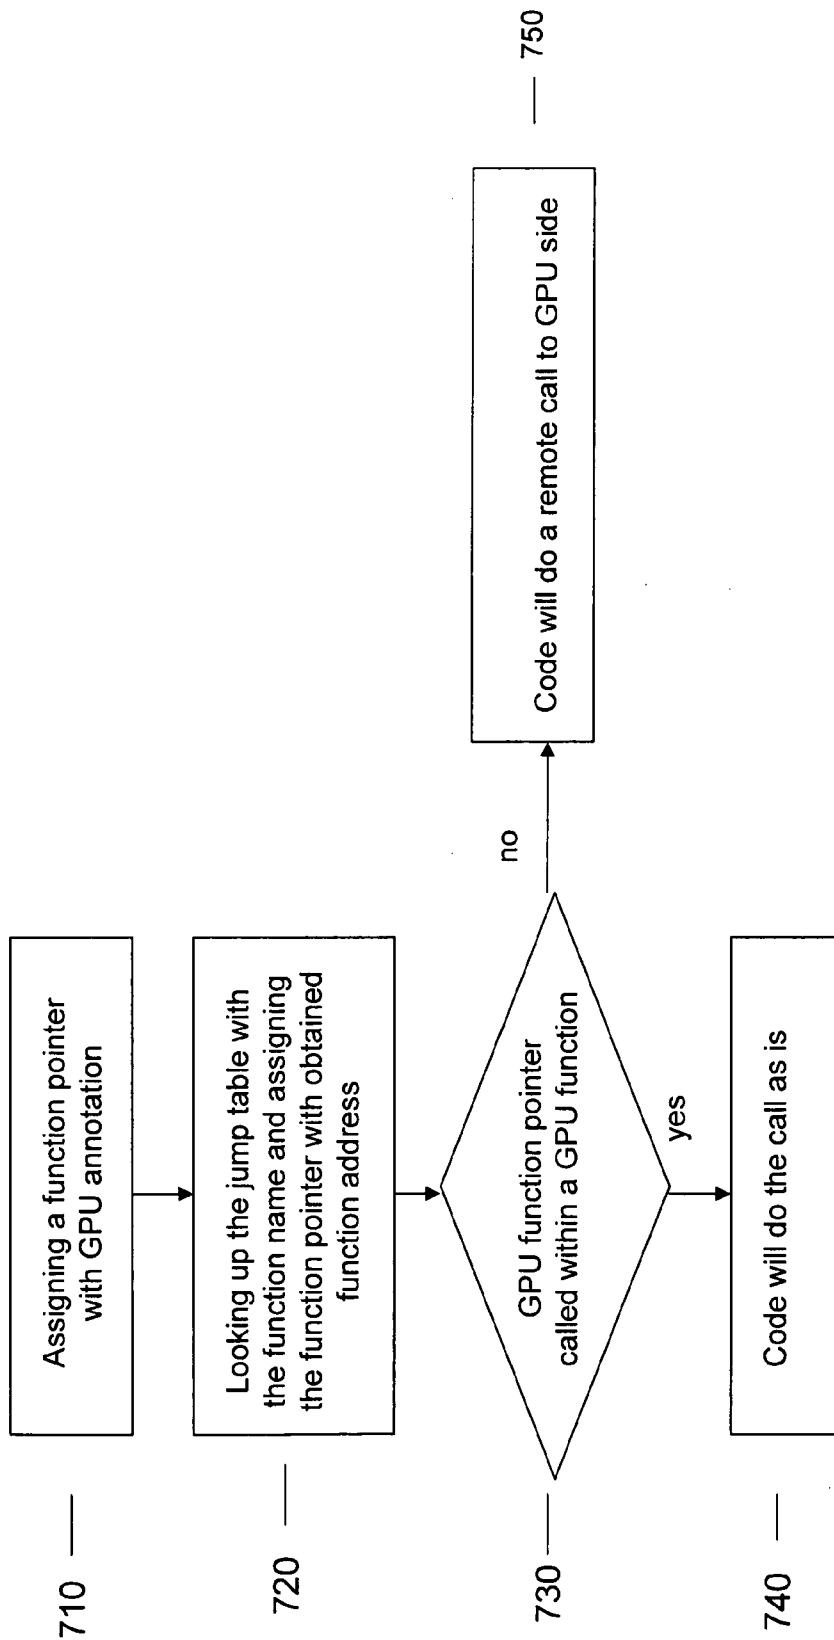 710
Assigning a function pointer
with GPU annotation
720
Looking up the jump table with
the function name and assigning
the function pointer with obtained
function address
730
GPU function pointer
called within a GPU function
no
yes
740
Code will do the call as is
Code will do a remote call to GPU side
750